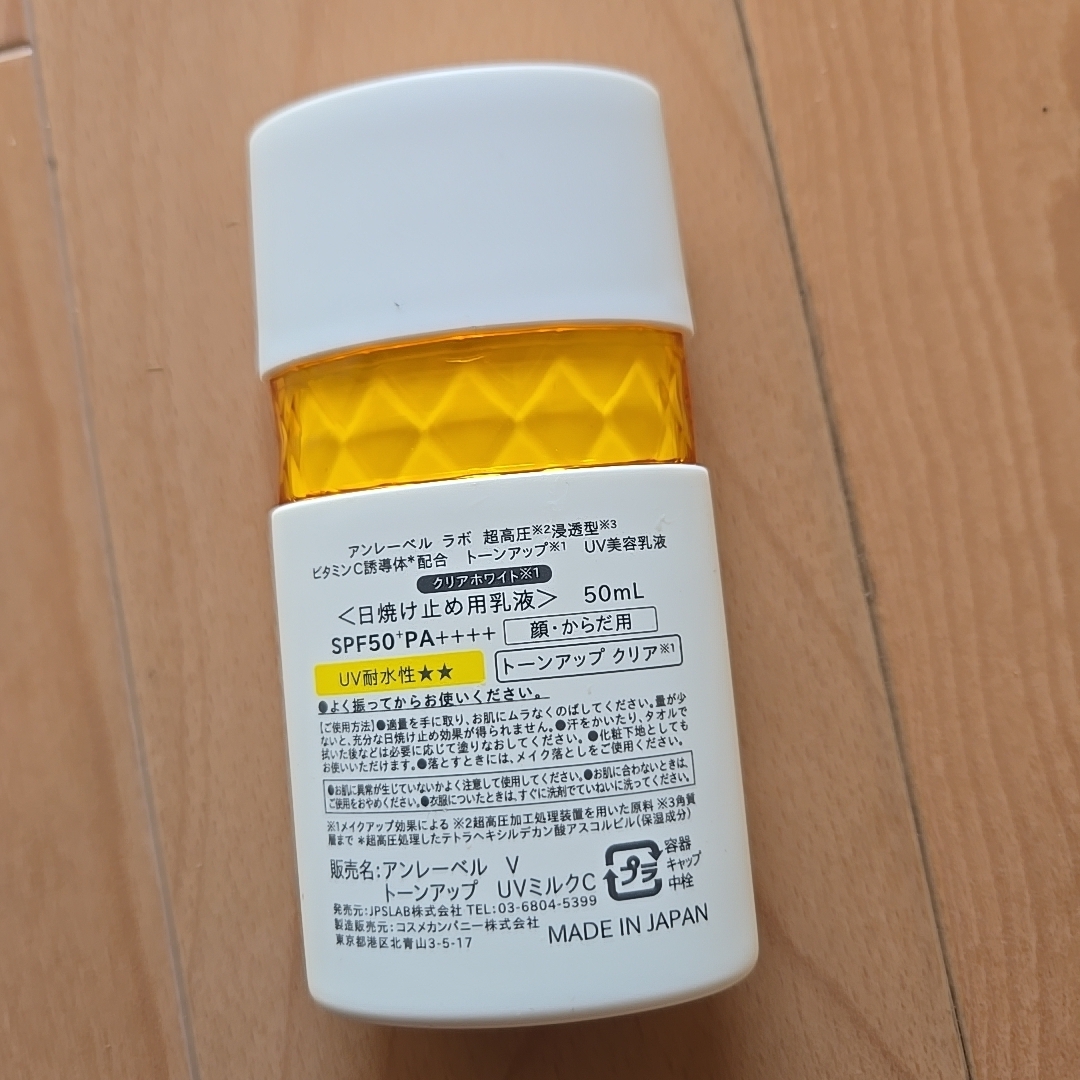 アンレーベル ラボ 超高圧※2浸透型※3
ビタミンC誘導体*配合 トーンアップ※1 UV美容乳液
クリアホワイト※1
<日焼け止め用乳液> 50mL
SPF50+PA++++ 顔・からだ用
UV耐水性★★ トーンアップ クリア※1
●よく振ってからお使いください。
[ご使用方法]●適量を手に取り、お肌にムラなくのばしてください。量が少
ないと、充分な日焼け止め効果が得られません。●汗をかいたり、タオルで
拭いた後などは必要に応じて塗りなおしてください。●化粧下地としても
お使いいただけます。●落とすときには、メイク落としをご使用ください。
●お肌に異常が生じていないかよく注意して使用してください。●お肌に合わないときは、
ご使用をおやめください。●衣服についたときは、すぐに洗剤でていねいに洗ってください。
※1メイクアップ効果による ※2超高圧加工処理装置を用いた原料 ※3角質
層まで *超高圧処理したテトラヘキシルデカン酸アスコルビル(保湿成分)
販売名:アンレーベル V
トーンアップ UVミルクC
プラ
容器
キャップ
中栓
発売元:JPSLAB株式会社 TEL:03-6804-5399
製造販売元:コスメカンパニー株式会社
東京都港区北青山3-5-17
MADE IN JAPAN